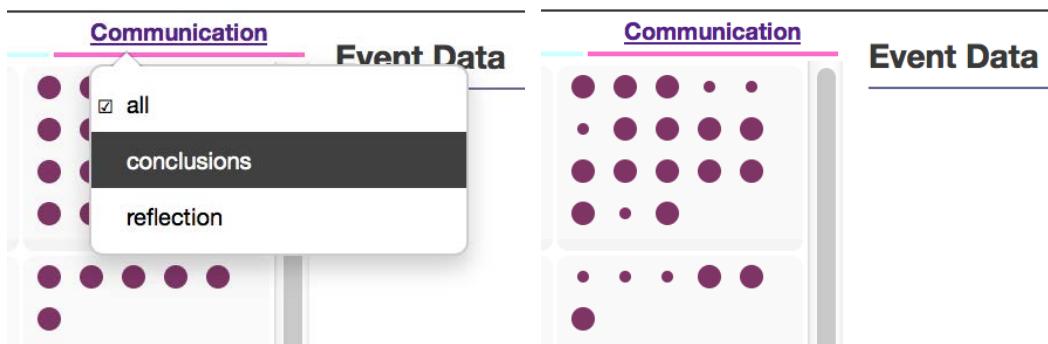 Communication
Event Data
☑ all
conclusions
reflection
Communication
Event Data